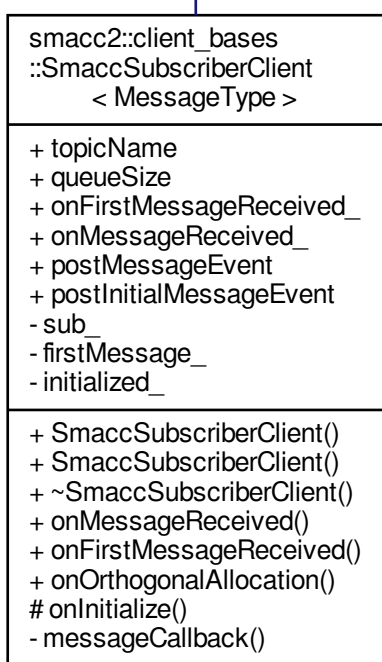 smacc2::client_bases
::SmaccSubscriberClient
< MessageType >
+ topicName
+ queueSize
+ onFirstMessageReceived_
+ onMessageReceived_
+ postMessageEvent
+ postInitialMessageEvent
- sub_
- firstMessage_
- initialized_
+ SmaccSubscriberClient()
+ SmaccSubscriberClient()
+ ~SmaccSubscriberClient()
+ onMessageReceived()
+ onFirstMessageReceived()
+ onOrthogonalAllocation()
# onInitialize()
- messageCallback()